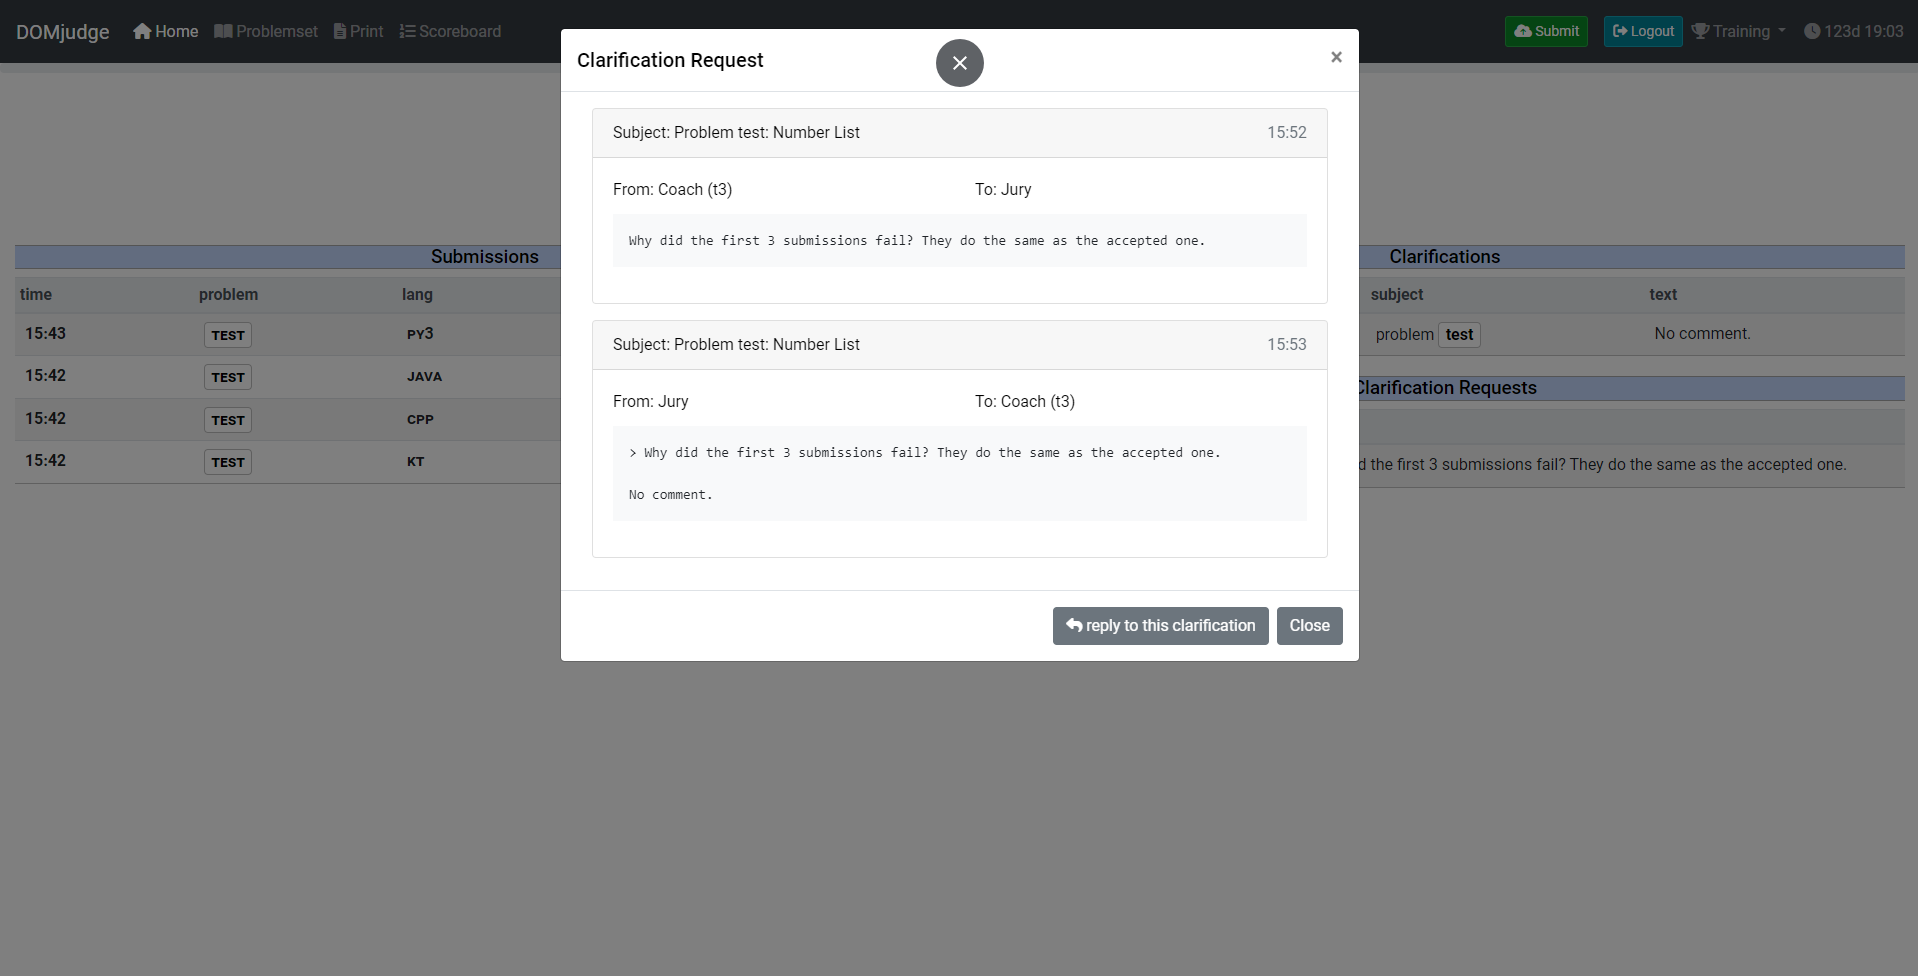 DOMjudge Home Problemset Print Scoreboard Submit Logout Training 123d 19:03
Clarification Request ×
Subject: Problem test: Number List 15:52
From: Coach (t3) To: Jury
Why did the first 3 submissions fail? They do the same as the accepted one.
Subject: Problem test: Number List 15:53
From: Jury To: Coach (t3)
> Why did the first 3 submissions fail? They do the same as the accepted one.
No comment.
reply to this clarification Close
Submissions
time problem lang
15:43 TEST PY3
15:42 TEST JAVA
15:42 TEST CPP
15:42 TEST KT
Clarifications
subject text
problem test No comment.
Clarification Requests
d the first 3 submissions fail? They do the same as the accepted one.